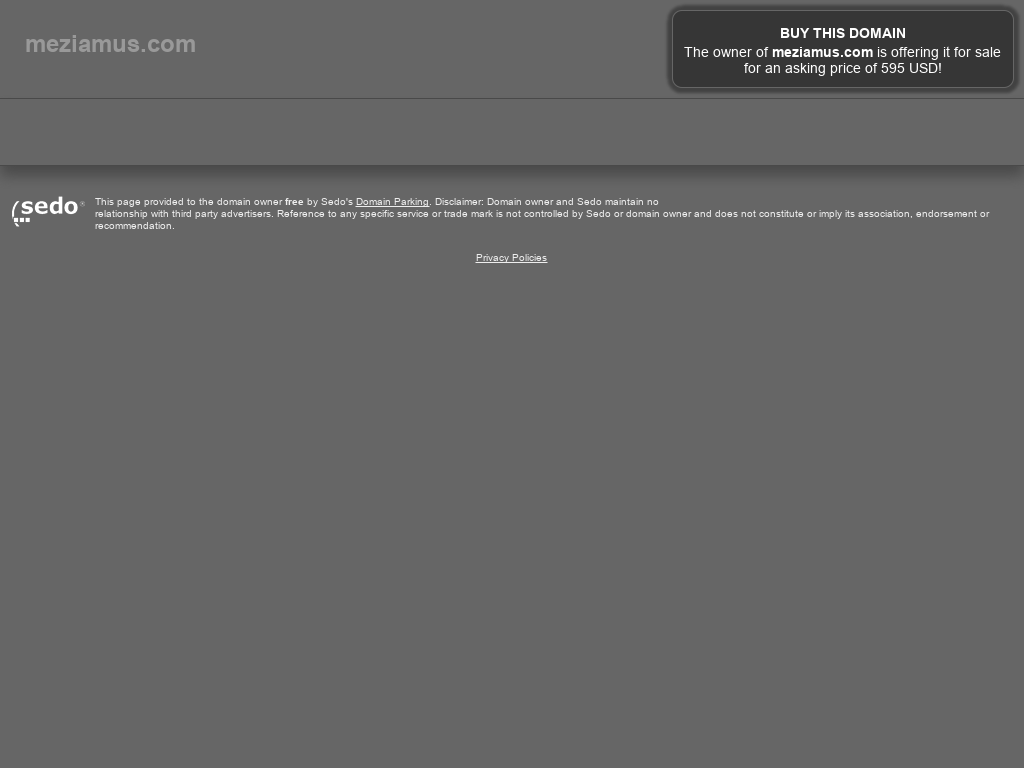 meziamus.com
BUY THIS DOMAIN
The owner of meziamus.com is offering it for sale
for an asking price of 595 USD!
sedo®
This page provided to the domain owner free by Sedo's Domain Parking. Disclaimer: Domain owner and Sedo maintain no
relationship with third party advertisers. Reference to any specific service or trade mark is not controlled by Sedo or domain owner and does not constitute or imply its association, endorsement or
recommendation.
Privacy Policies